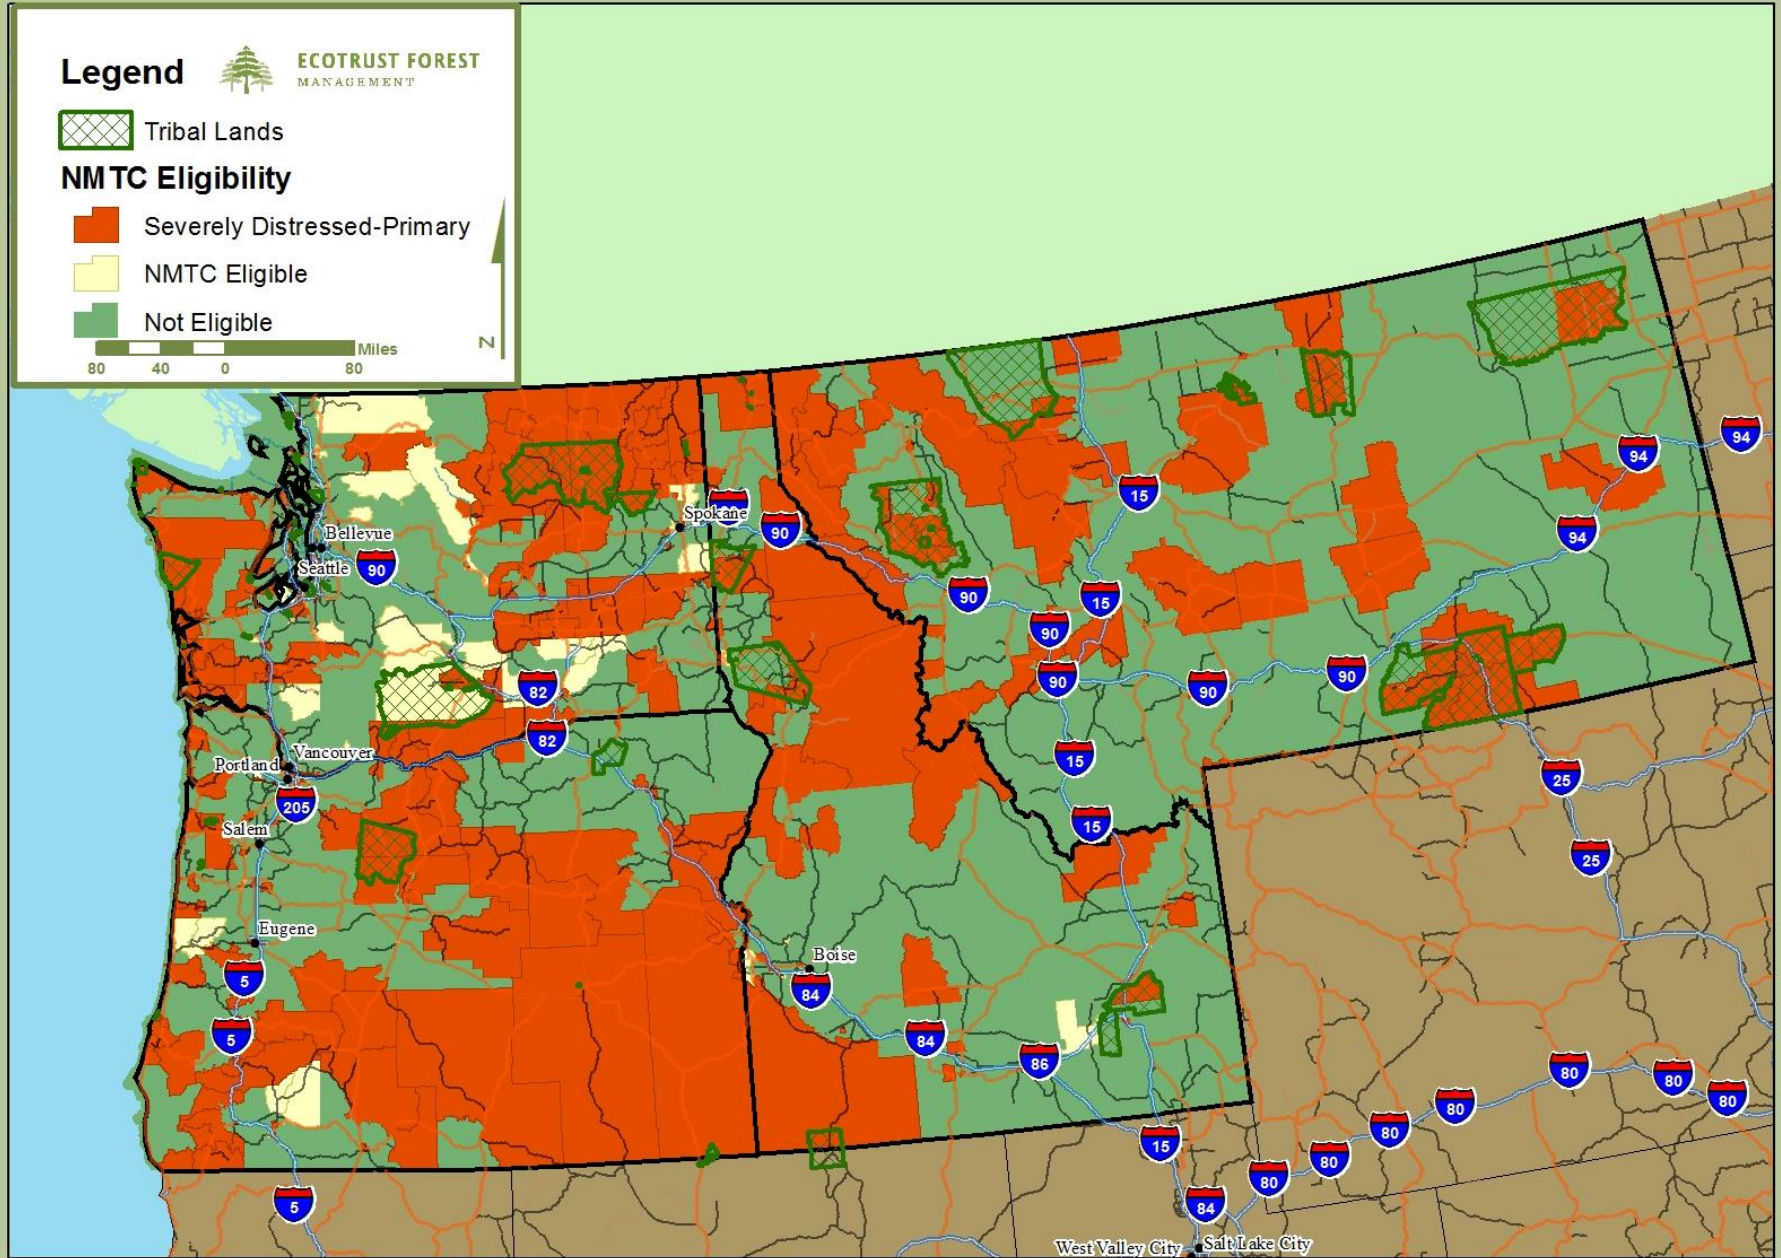 Legend
ECOTRUST FOREST
MANAGEMENT
Tribal Lands
NMTC Eligibility
Severely Distressed-Primary
NMTC Eligible
Not Eligible
Miles
80 40 0 80
N
94
94
15
Spokane
90
94
Bellevue
Seattle
90
90
15
90
90
90
90
82
82
Vancouver
Portland
15
25
205
Salem
15
25
Eugene
Boise
5
84
5
84
86
80
80
80
80
80
15
80
80
5
84
West Valley City
Salt Lake City